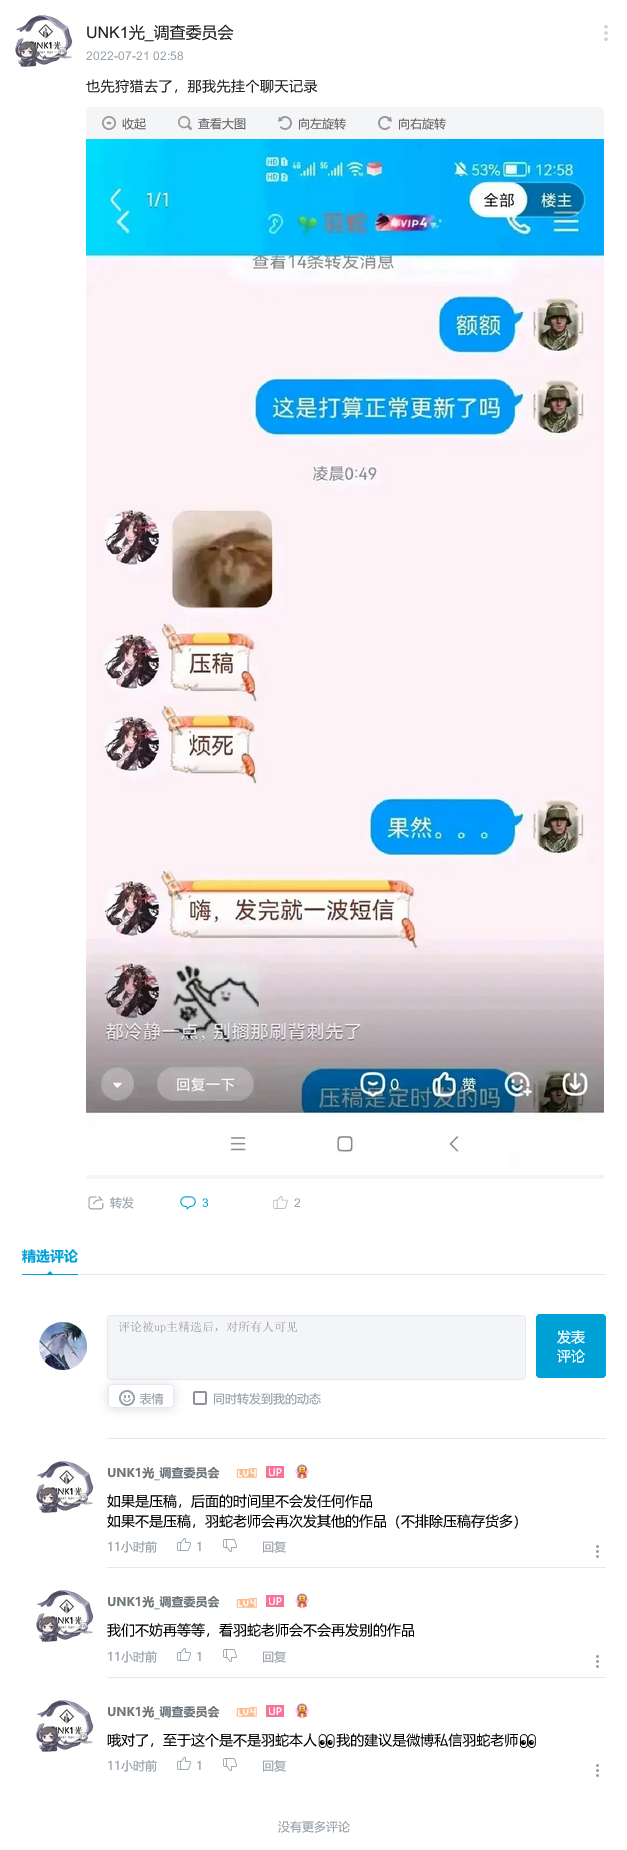 UNK1光_调查委员会
2022-07-21 02:58
也先狩猎去了，那我先挂个聊天记录
收起 查看大图 向左旋转 向右旋转
HD 1 4G 5G 53% 12:58
HD 2
1/1 全部 楼主
羽蛇 VIP4
查看14条转发消息
额额
这是打算正常更新了吗
凌晨0:49
压稿
烦死
果然。。。
嗨，发完就一波短信
都冷静一点，别搁那刷背刺先了
回复一下 0 赞
压稿是定时发的吗
转发 3 2
精选评论
评论被up主精选后，对所有人可见
发表
评论
表情 同时转发到我的动态
UNK1光_调查委员会 LV4 UP
如果是压稿，后面的时间里不会发任何作品
如果不是压稿，羽蛇老师会再次发其他的作品（不排除压稿存货多）
11小时前 1 回复
UNK1光_调查委员会 LV4 UP
我们不妨再等等，看羽蛇老师会不会再发别的作品
11小时前 1 回复
UNK1光_调查委员会 LV4 UP
哦对了，至于这个是不是羽蛇本人👀我的建议是微博私信羽蛇老师👀
11小时前 1 回复
没有更多评论